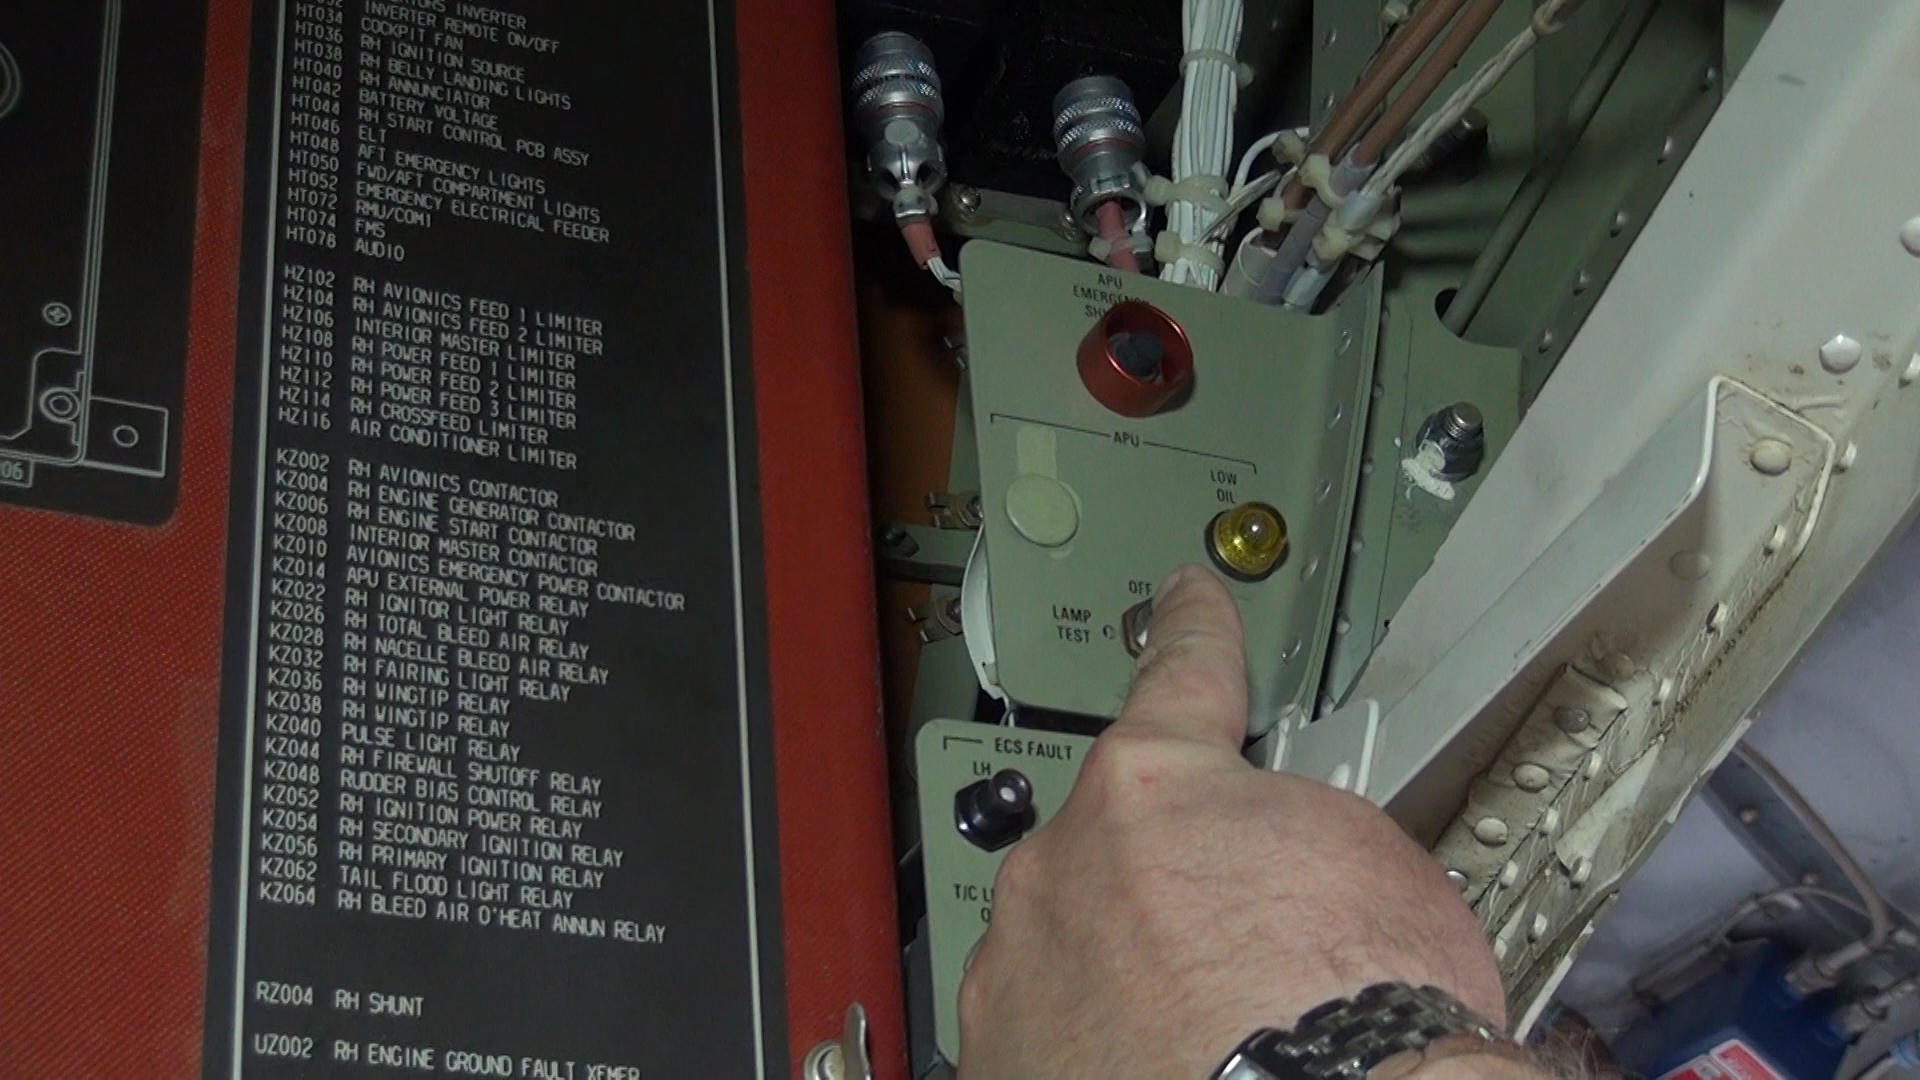 INVERTER
INVERTER REMOTE ON/OFF
HT034 COCKPIT FAN
HT036 RH IGNITION SOURCE
HT038 RH BELLY LANDING LIGHTS
HT040 RH ANNUNCIATOR
HT042 BATTERY VOLTAGE
HT044 RH START CONTROL PCB ASSY
HT046 ELT
HT048 AFT EMERGENCY LIGHTS
HT050 FWD/AFT COMPARTMENT LIGHTS
HT052 EMERGENCY ELECTRICAL FEEDER
HT072 RMU/COM1
HT074 FMS
HT078 AUDIO
HZ102 RH AVIONICS FEED 1 LIMITER
HZ104 RH AVIONICS FEED 2 LIMITER
HZ106 INTERIOR MASTER LIMITER
HZ108 RH POWER FEED 1 LIMITER
HZ110 RH POWER FEED 2 LIMITER
HZ112 RH POWER FEED 3 LIMITER
HZ114 RH CROSSFEED LIMITER
HZ116 AIR CONDITIONER LIMITER
KZ002 RH AVIONICS CONTACTOR
KZ004 RH ENGINE GENERATOR CONTACTOR
KZ006 RH ENGINE START CONTACTOR
KZ008 INTERIOR MASTER CONTACTOR
KZ010 AVIONICS EMERGENCY POWER CONTACTOR
KZ014 APU EXTERNAL POWER RELAY
KZ022 RH IGNITOR LIGHT RELAY
KZ026 RH TOTAL BLEED AIR RELAY
KZ028 RH NACELLE BLEED AIR RELAY
KZ032 RH FAIRING LIGHT RELAY
KZ036 RH WINGTIP RELAY
KZ038 RH WINGTIP RELAY
KZ040 PULSE LIGHT RELAY
KZ044 RH FIREWALL SHUTOFF RELAY
KZ048 RUDDER BIAS CONTROL RELAY
KZ052 RH IGNITION POWER RELAY
KZ054 RH SECONDARY IGNITION RELAY
KZ056 RH PRIMARY IGNITION RELAY
KZ062 TAIL FLOOD LIGHT RELAY
KZ064 RH BLEED AIR O'HEAT ANNUN RELAY
RZ004 RH SHUNT
UZ002 RH ENGINE GROUND FAULT XFMER
06
APU
EMERGENCY
APU
LOW
OIL
OFF
LAMP
TEST
ECS FAULT
LH
T/C